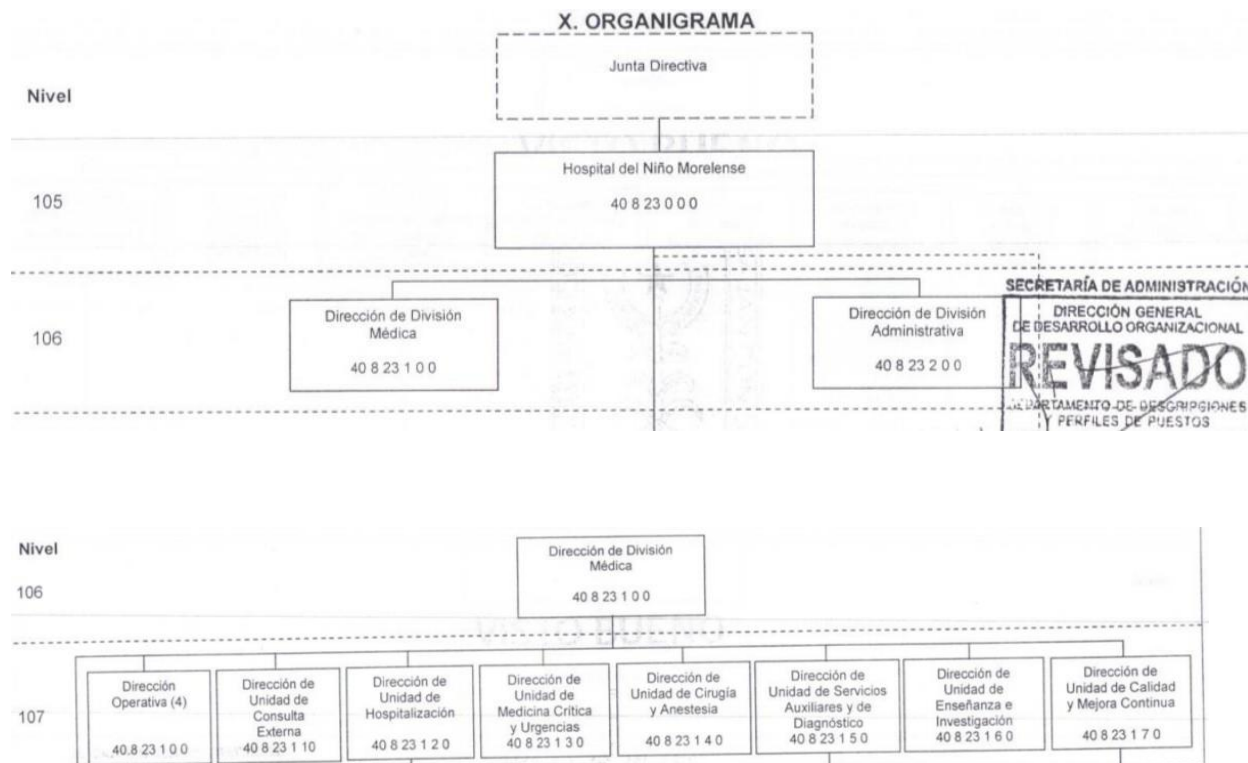 X. ORGANIGRAMA
Junta Directiva
Nivel
Hospital del Niño Morelense
40 8 23 0 0 0
105
SECRETARÍA DE ADMINISTRACIÓN
DIRECCIÓN GENERAL
DE DESARROLLO ORGANIZACIONAL
REVISADO
DEPARTAMENTO DE DESCRIPCIONES
Y PERFILES DE PUESTOS
106
Dirección de División
Médica
40 8 23 1 0 0
Dirección de División
Administrativa
40 8 23 2 0 0
Nivel
106
Dirección de División
Médica
40 8 23 1 0 0
107
Dirección
Operativa (4)
40.8 23 1 0 0
Dirección de
Unidad de
Consulta
Externa
40 8 23 1 10
Dirección de
Unidad de
Hospitalización
40 8 23 1 2 0
Dirección de
Unidad de
Medicina Crítica
y Urgencias
40 8 23 1 3 0
Dirección de
Unidad de Cirugía
y Anestesia
40 8 23 1 4 0
Dirección de
Unidad de Servicios
Auxiliares y de
Diagnóstico
40 8 23 1 5 0
Dirección de
Unidad de
Enseñanza e
Investigación
40 8 23 1 6 0
Dirección de
Unidad de Calidad
y Mejora Continua
40 8 23 1 7 0